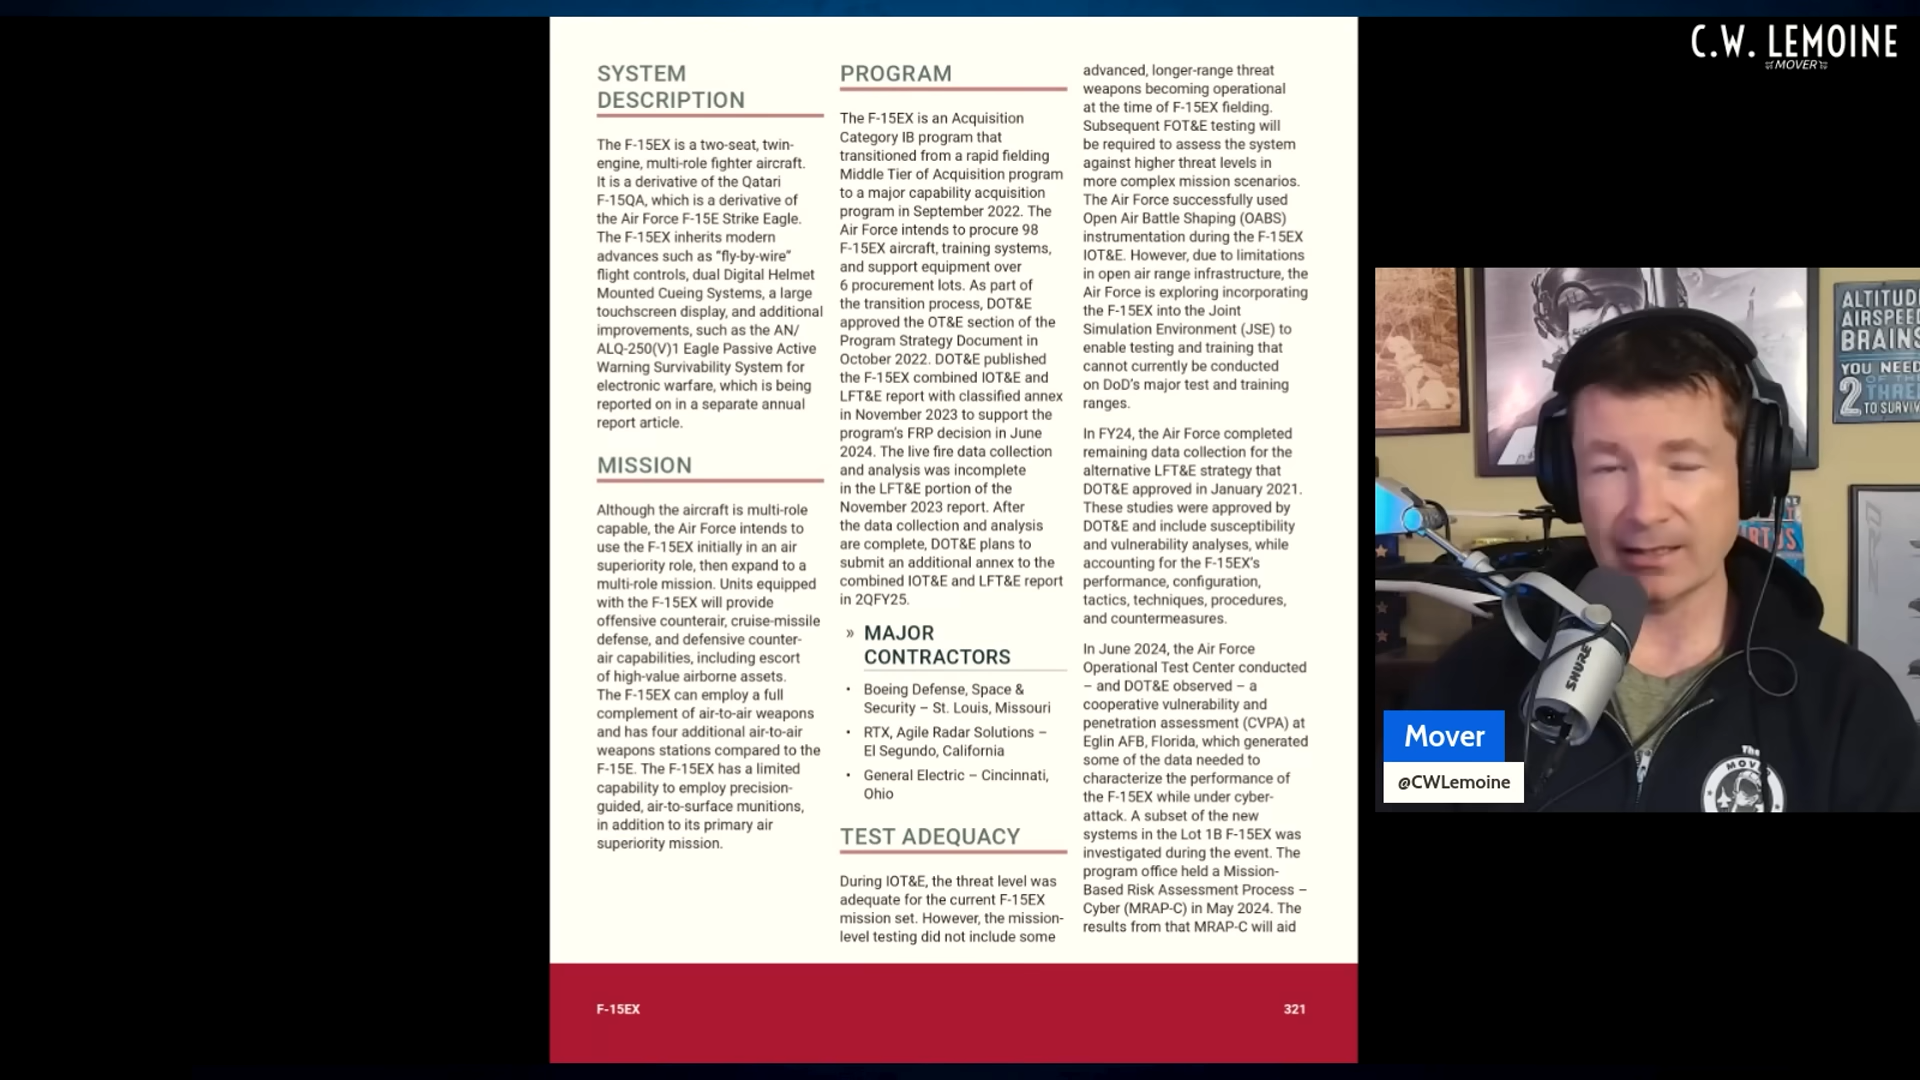 C.W. LEMOINE
MOVER
SYSTEM
DESCRIPTION
The F-15EX is a two-seat, twin-
engine, multi-role fighter aircraft.
It is a derivative of the Qatari
F-15QA, which is a derivative of
the Air Force F-15E Strike Eagle.
The F-15EX inherits modern
advances such as “fly-by-wire”
flight controls, dual Digital Helmet
Mounted Cueing Systems, a large
touchscreen display, and additional
improvements, such as the AN/
ALQ-250(V)1 Eagle Passive Active
Warning Survivability System for
electronic warfare, which is being
reported on in a separate annual
report article.
MISSION
Although the aircraft is multi-role
capable, the Air Force intends to
use the F-15EX initially in an air
superiority role, then expand to a
multi-role mission. Units equipped
with the F-15EX will provide
offensive counterair, cruise-missile
defense, and defensive counter-
air capabilities, including escort
of high-value airborne assets.
The F-15EX can employ a full
complement of air-to-air weapons
and has four additional air-to-air
weapons stations compared to the
F-15E. The F-15EX has a limited
capability to employ precision-
guided, air-to-surface munitions,
in addition to its primary air
superiority mission.
PROGRAM
The F-15EX is an Acquisition
Category IB program that
transitioned from a rapid fielding
Middle Tier of Acquisition program
to a major capability acquisition
program in September 2022. The
Air Force intends to procure 98
F-15EX aircraft, training systems,
and support equipment over
6 procurement lots. As part of
the transition process, DOT&E
approved the OT&E section of the
Program Strategy Document in
October 2022. DOT&E published
the F-15EX combined IOT&E and
LFT&E report with classified annex
in November 2023 to support the
program's FRP decision in June
2024. The live fire data collection
and analysis was incomplete
in the LFT&E portion of the
November 2023 report. After
the data collection and analysis
are complete, DOT&E plans to
submit an additional annex to the
combined IOT&E and LFT&E report
in 2QFY25.
» MAJOR
CONTRACTORS
• Boeing Defense, Space &
Security – St. Louis, Missouri
• RTX, Agile Radar Solutions –
El Segundo, California
• General Electric – Cincinnati,
Ohio
TEST ADEQUACY
During IOT&E, the threat level was
adequate for the current F-15EX
mission set. However, the mission-
level testing did not include some
advanced, longer-range threat
weapons becoming operational
at the time of F-15EX fielding.
Subsequent FOT&E testing will
be required to assess the system
against higher threat levels in
more complex mission scenarios.
The Air Force successfully used
Open Air Battle Shaping (OABS)
instrumentation during the F-15EX
IOT&E. However, due to limitations
in open air range infrastructure, the
Air Force is exploring incorporating
the F-15EX into the Joint
Simulation Environment (JSE) to
enable testing and training that
cannot currently be conducted
on DoD's major test and training
ranges.
In FY24, the Air Force completed
remaining data collection for the
alternative LFT&E strategy that
DOT&E approved in January 2021.
These studies were approved by
DOT&E and include susceptibility
and vulnerability analyses, while
accounting for the F-15EX's
performance, configuration,
tactics, techniques, procedures,
and countermeasures.
In June 2024, the Air Force
Operational Test Center conducted
– and DOT&E observed – a
cooperative vulnerability and
penetration assessment (CVPA) at
Eglin AFB, Florida, which generated
some of the data needed to
characterize the performance of
the F-15EX while under cyber-
attack. A subset of the new
systems in the Lot 1B F-15EX was
investigated during the event. The
program office held a Mission-
Based Risk Assessment Process –
Cyber (MRAP-C) in May 2024. The
results from that MRAP-C will aid
F-15EX
321
ALTITUD
AIRSPEE
BRAINS
YOU NEED
2 OF THE
THRE
TO SURVIV
SHURE
The
MOVE
Mover
@CWLemoine